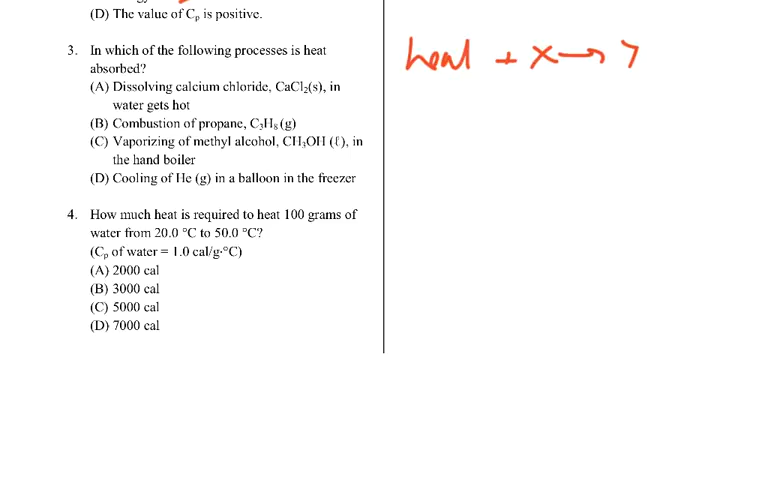 (D) The value of Cₚ is positive.
3. In which of the following processes is heat
absorbed?
(A) Dissolving calcium chloride, CaCl₂(s), in
water gets hot
(B) Combustion of propane, C₃H₈ (g)
(C) Vaporizing of methyl alcohol, CH₃OH (ℓ), in
the hand boiler
(D) Cooling of He (g) in a balloon in the freezer
4. How much heat is required to heat 100 grams of
water from 20.0 °C to 50.0 °C?
(Cₚ of water = 1.0 cal/g·°C)
(A) 2000 cal
(B) 3000 cal
(C) 5000 cal
(D) 7000 cal
heat + x →